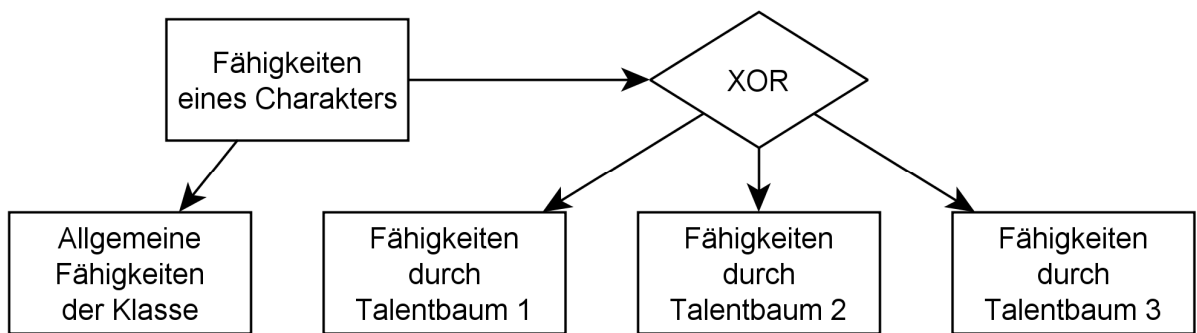 Fähigkeiten
eines Charakters
XOR
Allgemeine
Fähigkeiten
der Klasse
Fähigkeiten
durch
Talentbaum 1
Fähigkeiten
durch
Talentbaum 2
Fähigkeiten
durch
Talentbaum 3